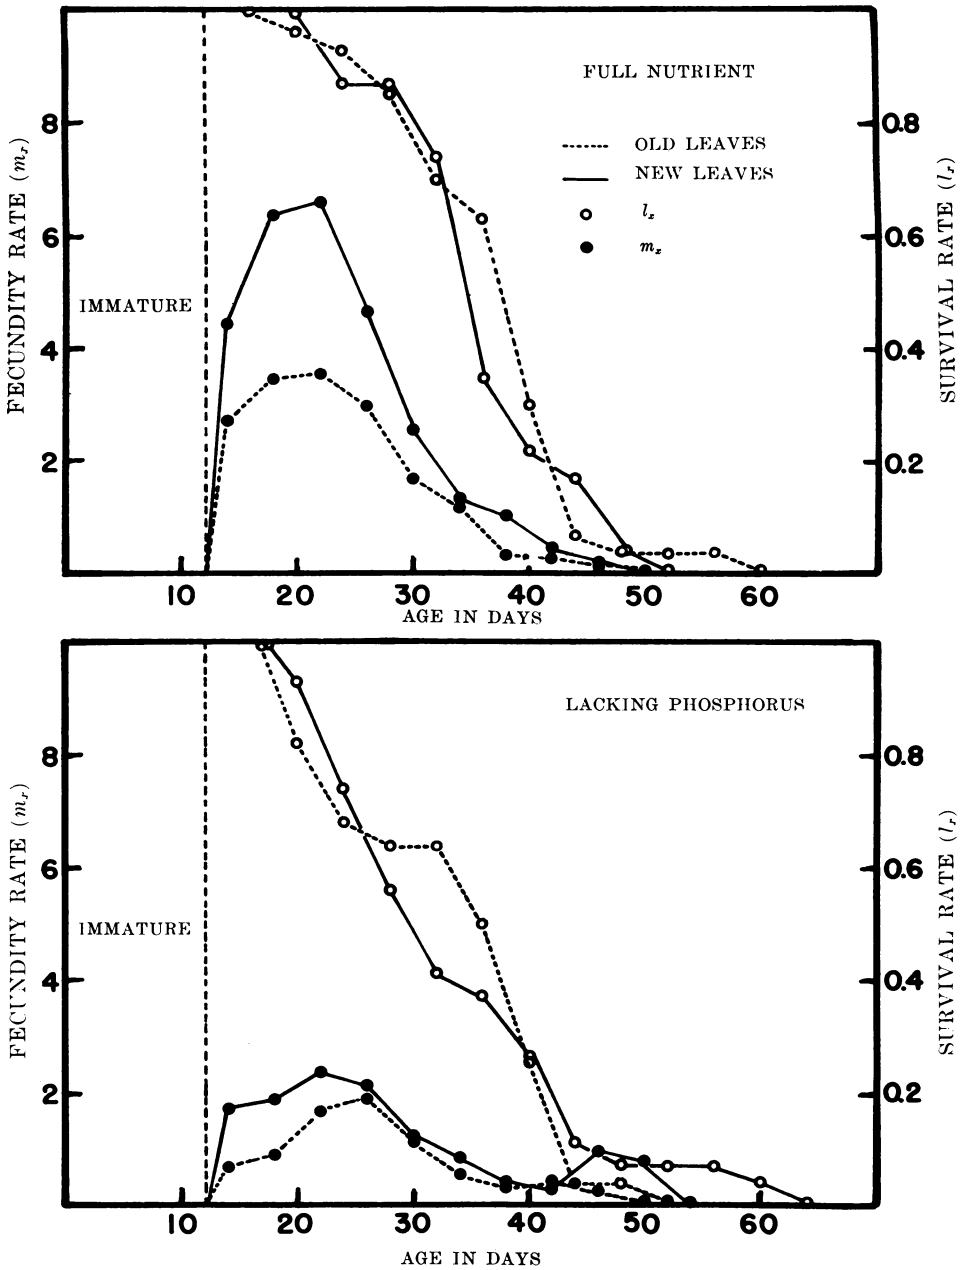 FULL NUTRIENT
OLD LEAVES
NEW LEAVES
lₓ
mₓ
IMMATURE
FECUNDITY RATE (mₓ)
8
6
4
2
SURVIVAL RATE (lₓ)
0.8
0.6
0.4
0.2
10 20 30 40 50 60
AGE IN DAYS
LACKING PHOSPHORUS
IMMATURE
FECUNDITY RATE (mₓ)
8
6
4
2
SURVIVAL RATE (lₓ)
0.8
0.6
0.4
0.2
10 20 30 40 50 60
AGE IN DAYS